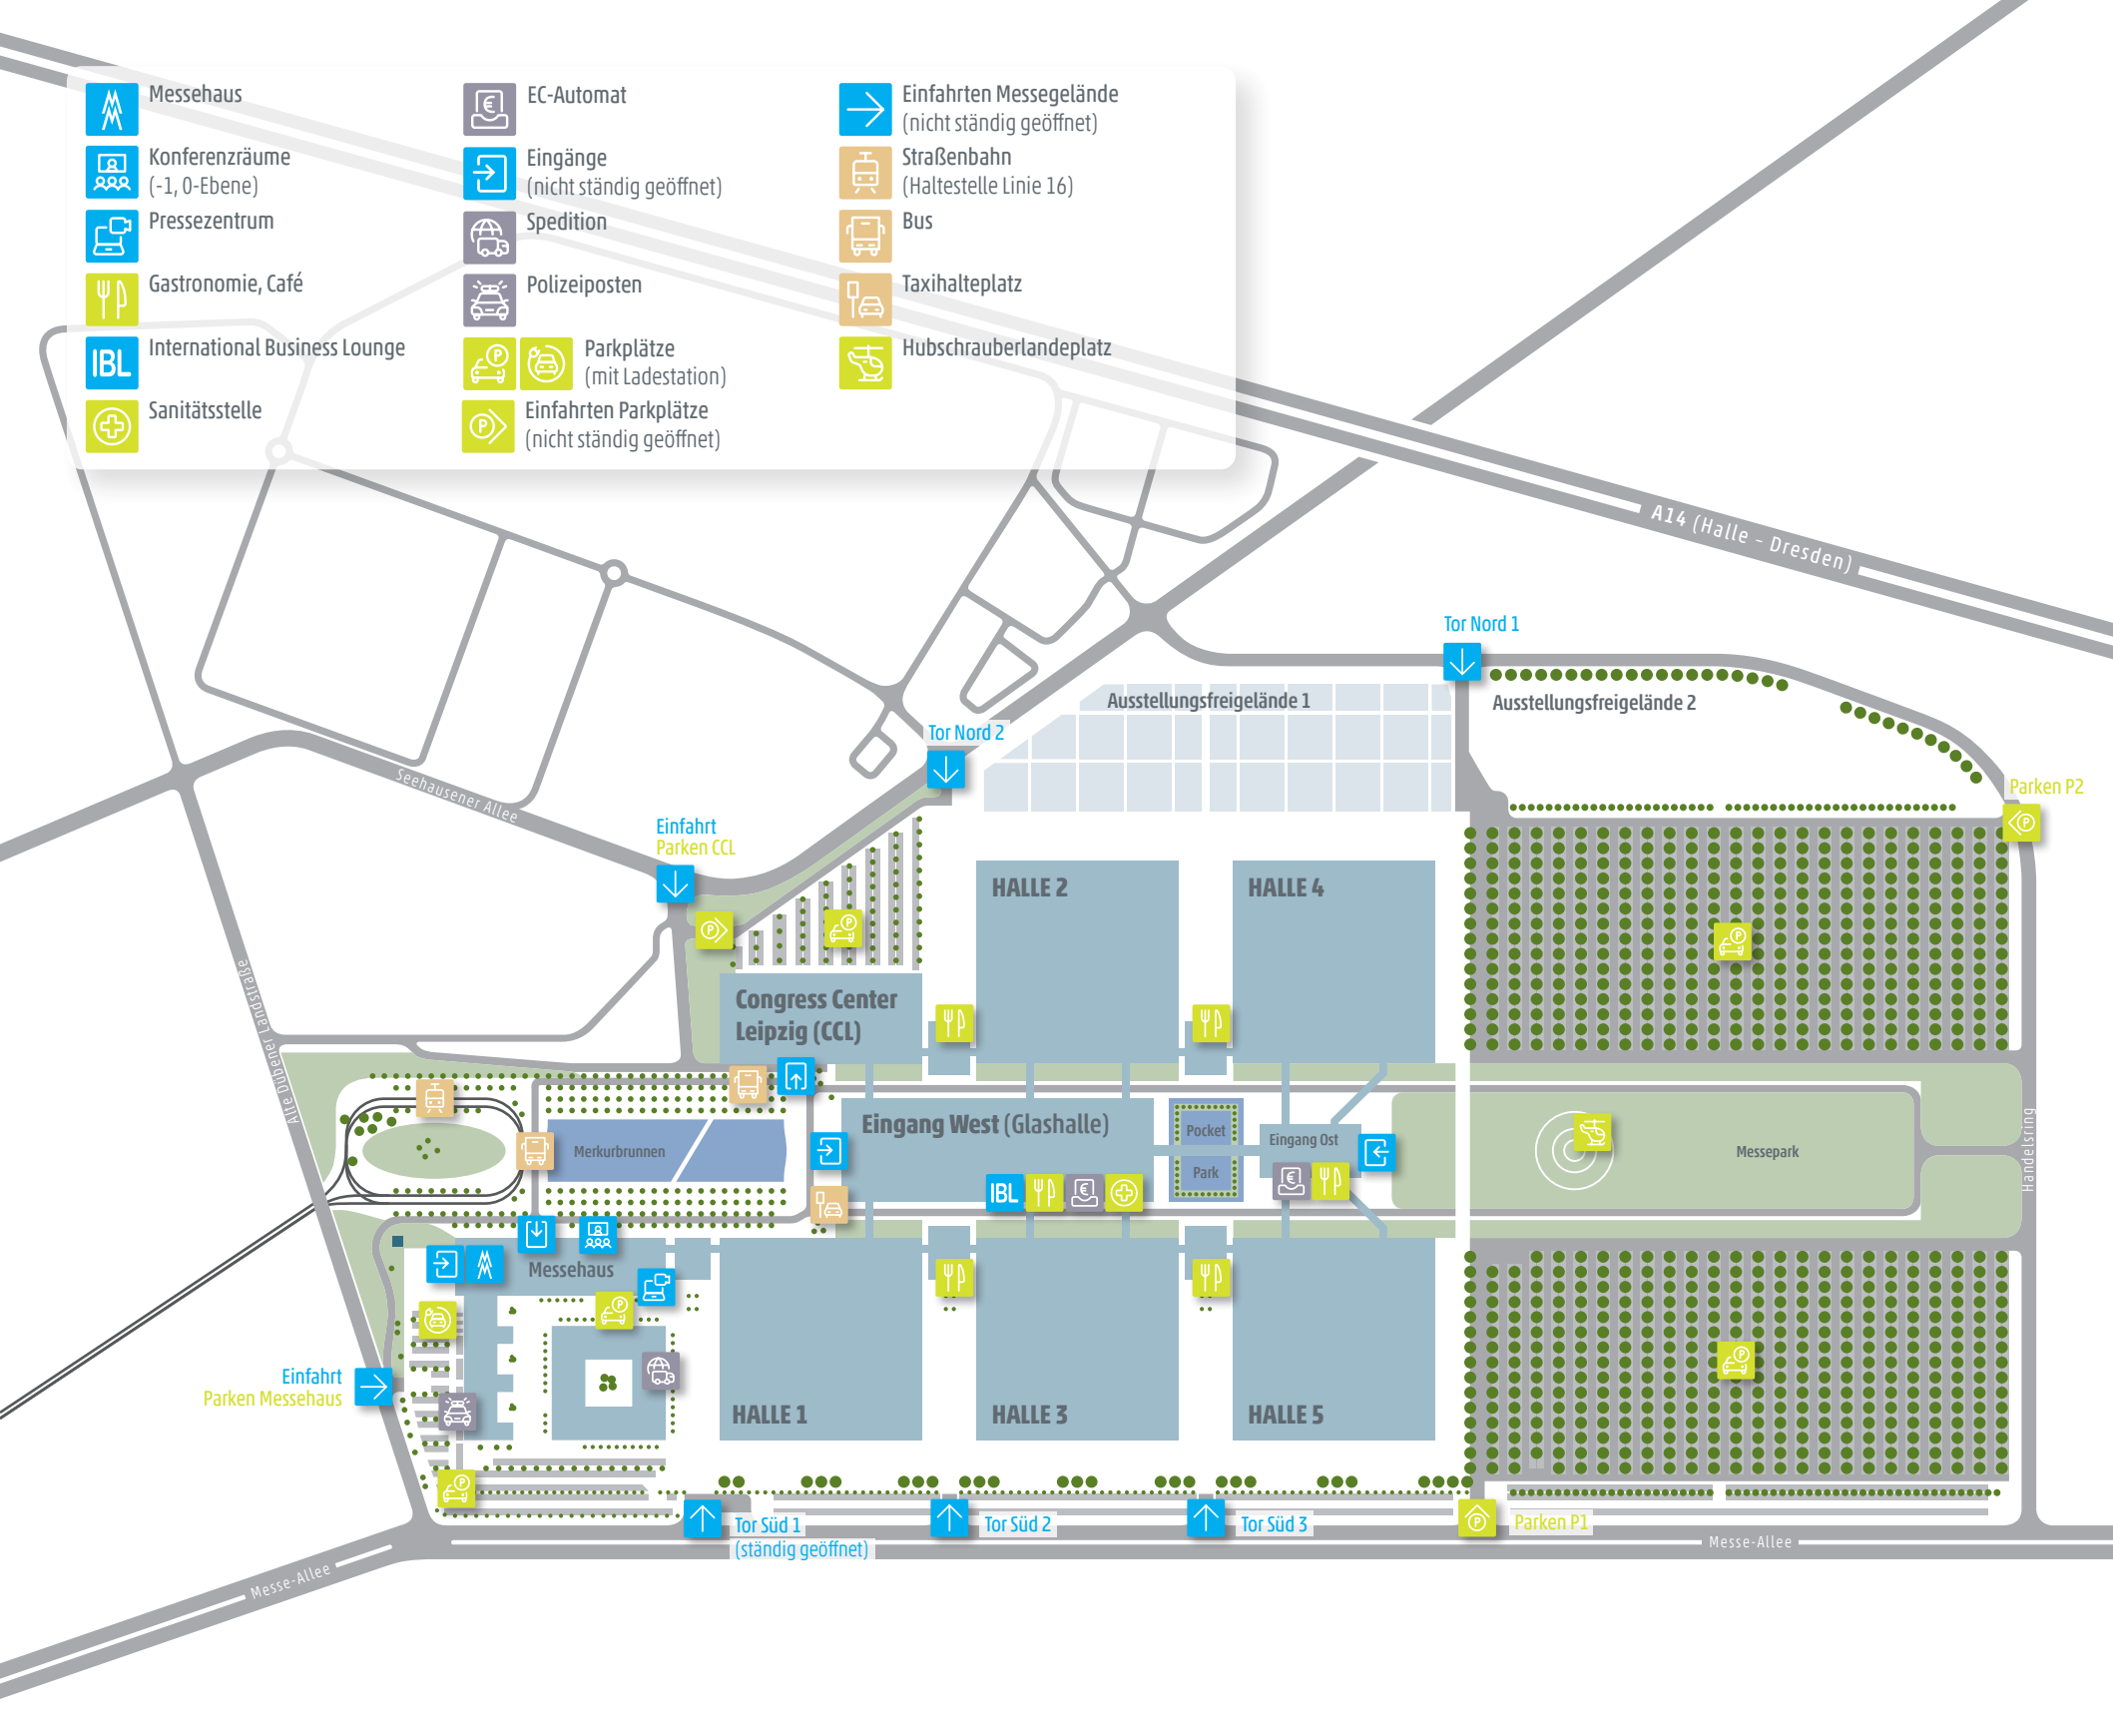 Messehaus
Konferenzräume
(-1, 0-Ebene)
Pressezentrum
Gastronomie, Café
IBL
International Business Lounge
Sanitätsstelle
EC-Automat
Eingänge
(nicht ständig geöffnet)
Spedition
Polizeiposten
Parkplätze
(mit Ladestation)
Einfahrten Parkplätze
(nicht ständig geöffnet)
Einfahrten Messegelände
(nicht ständig geöffnet)
Straßenbahn
(Haltestelle Linie 16)
Bus
Taxihalteplatz
Hubschrauberlandeplatz
A14 (Halle – Dresden)
Tor Nord 1
Ausstellungsfreigelände 1
Ausstellungsfreigelände 2
Tor Nord 2
Seehausener Allee
Parken P2
Einfahrt
Parken CCL
HALLE 2
HALLE 4
Congress Center
Leipzig (CCL)
Alte Dübener Landstraße
Eingang West (Glashalle)
Merkurbrunnen
Pocket
Park
Eingang Ost
Messepark
Handelsring
IBL
Messehaus
Einfahrt
Parken Messehaus
HALLE 1
HALLE 3
HALLE 5
Tor Süd 1
(ständig geöffnet)
Tor Süd 2
Tor Süd 3
Parken P1
Messe-Allee
Messe-Allee